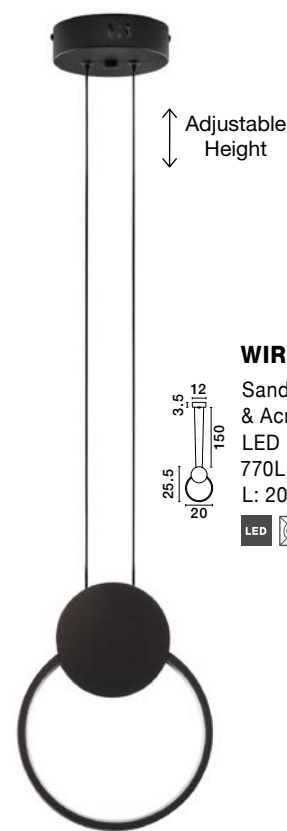 Adjustable
Height
12
3.5
150
25.5
20
WIR
Sand
& Acr
LED
770L
L: 20
LED